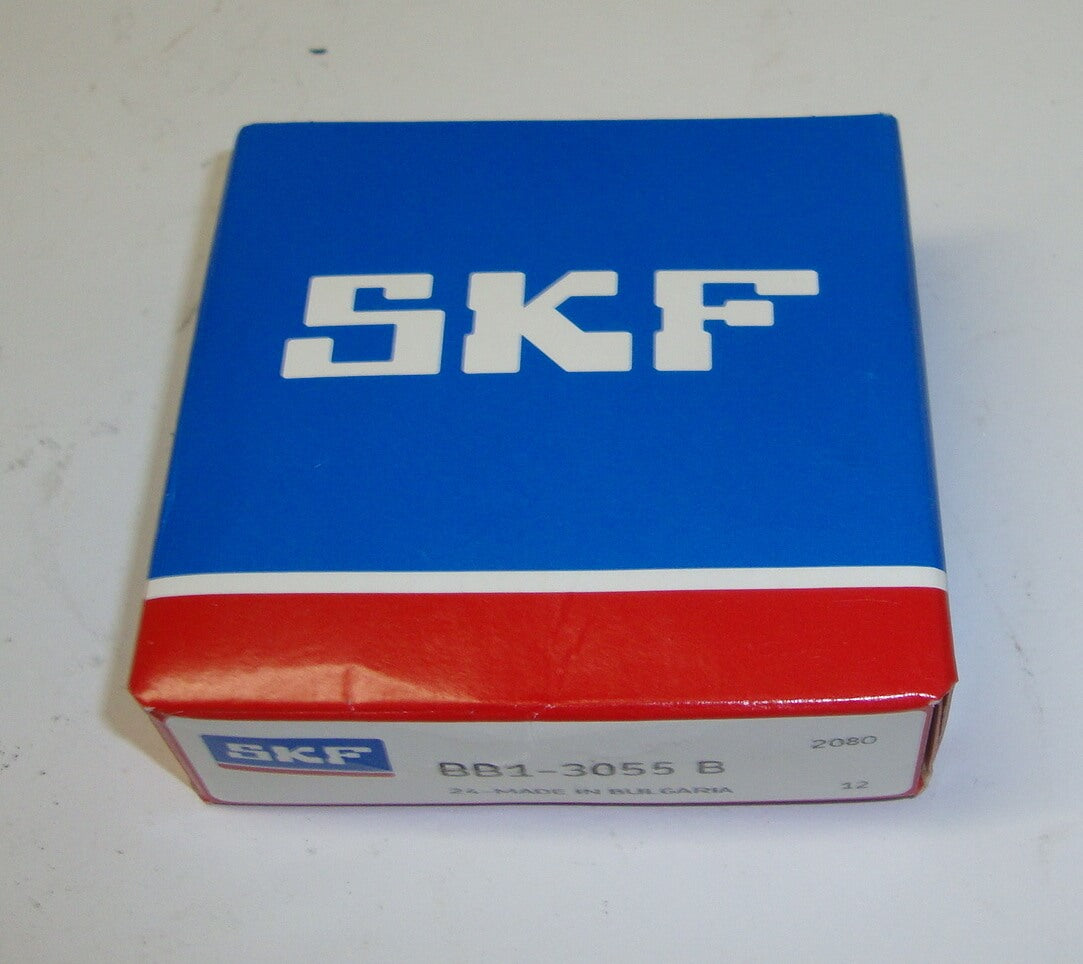 SKF
SKF
BB1-3055 B
2080
24-MADE IN BULGARIA
12